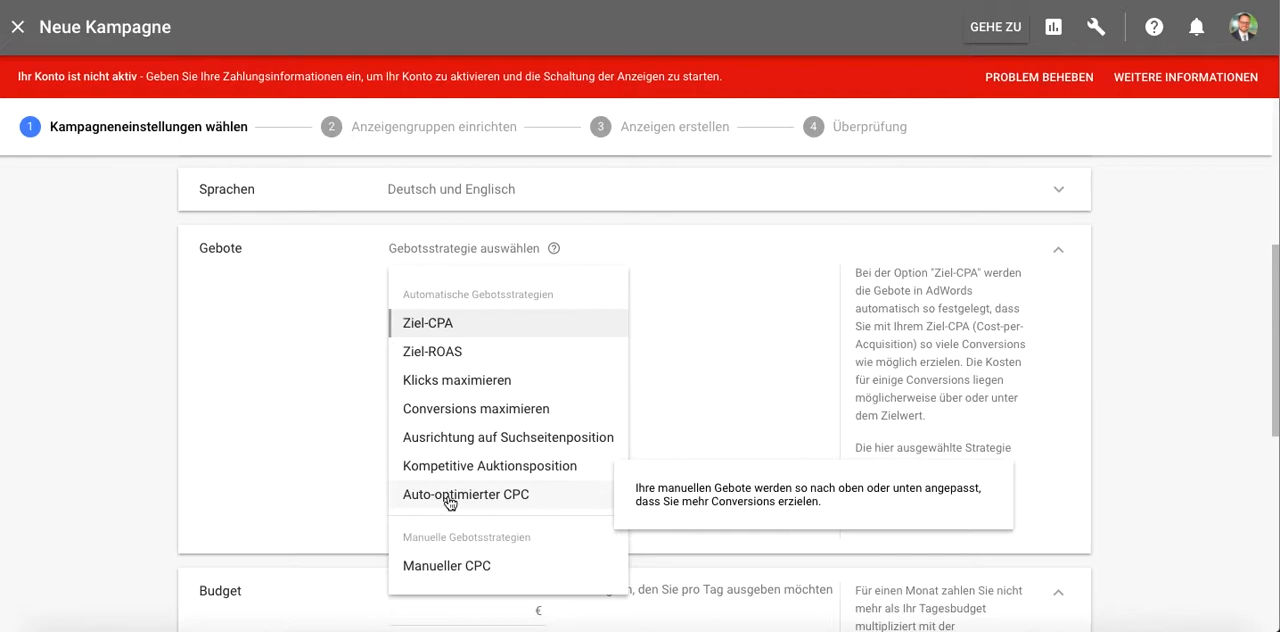 Neue Kampagne
GEHE ZU
Ihr Konto ist nicht aktiv - Geben Sie Ihre Zahlungsinformationen ein, um Ihr Konto zu aktivieren und die Schaltung der Anzeigen zu starten.
PROBLEM BEHEBEN
WEITERE INFORMATIONEN
1 Kampagneneinstellungen wählen
2 Anzeigengruppen einrichten
3 Anzeigen erstellen
4 Überprüfung
Sprachen
Deutsch und Englisch
Gebote
Gebotsstrategie auswählen
Automatische Gebotsstrategien
Ziel-CPA
Ziel-ROAS
Klicks maximieren
Conversions maximieren
Ausrichtung auf Suchseitenposition
Kompetitive Auktionsposition
Auto-optimierter CPC
Manuelle Gebotsstrategien
Manueller CPC
Bei der Option "Ziel-CPA" werden
die Gebote in AdWords
automatisch so festgelegt, dass
Sie mit Ihrem Ziel-CPA (Cost-per-
Acquisition) so viele Conversions
wie möglich erzielen. Die Kosten
für einige Conversions liegen
möglicherweise über oder unter
dem Zielwert.
Die hier ausgewählte Strategie
Ihre manuellen Gebote werden so nach oben oder unten angepasst,
dass Sie mehr Conversions erzielen.
Budget
, den Sie pro Tag ausgeben möchten
€
Für einen Monat zahlen Sie nicht
mehr als Ihr Tagesbudget
multipliziert mit der